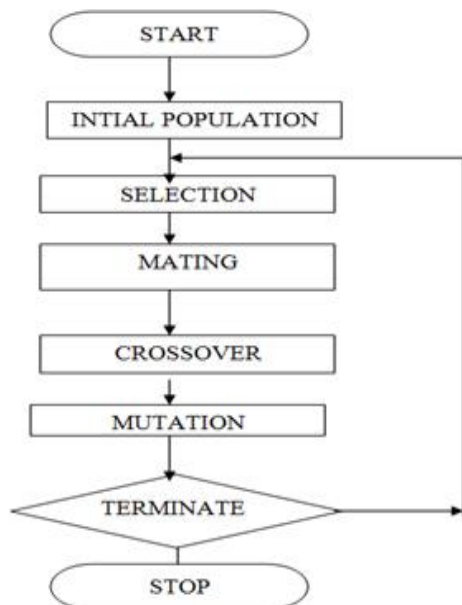 START
INTIAL POPULATION
SELECTION
MATING
CROSSOVER
MUTATION
TERMINATE
STOP